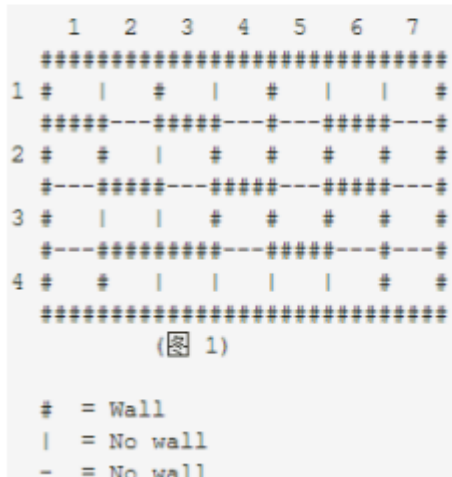 1 2 3 4 5 6 7
#############################
1 #   |   #   |   #   |   |   #
#####---#####---#---#####---#
2 #   #   |   #   #   #   #   #
#---#####---#####---#####---#
3 #   |   |   #   #   #   #   #
#---#########---#####---#---#
4 #   #   |   |   |   |   #   #
#############################
(图 1)
# = Wall
| = No wall
- = No wall